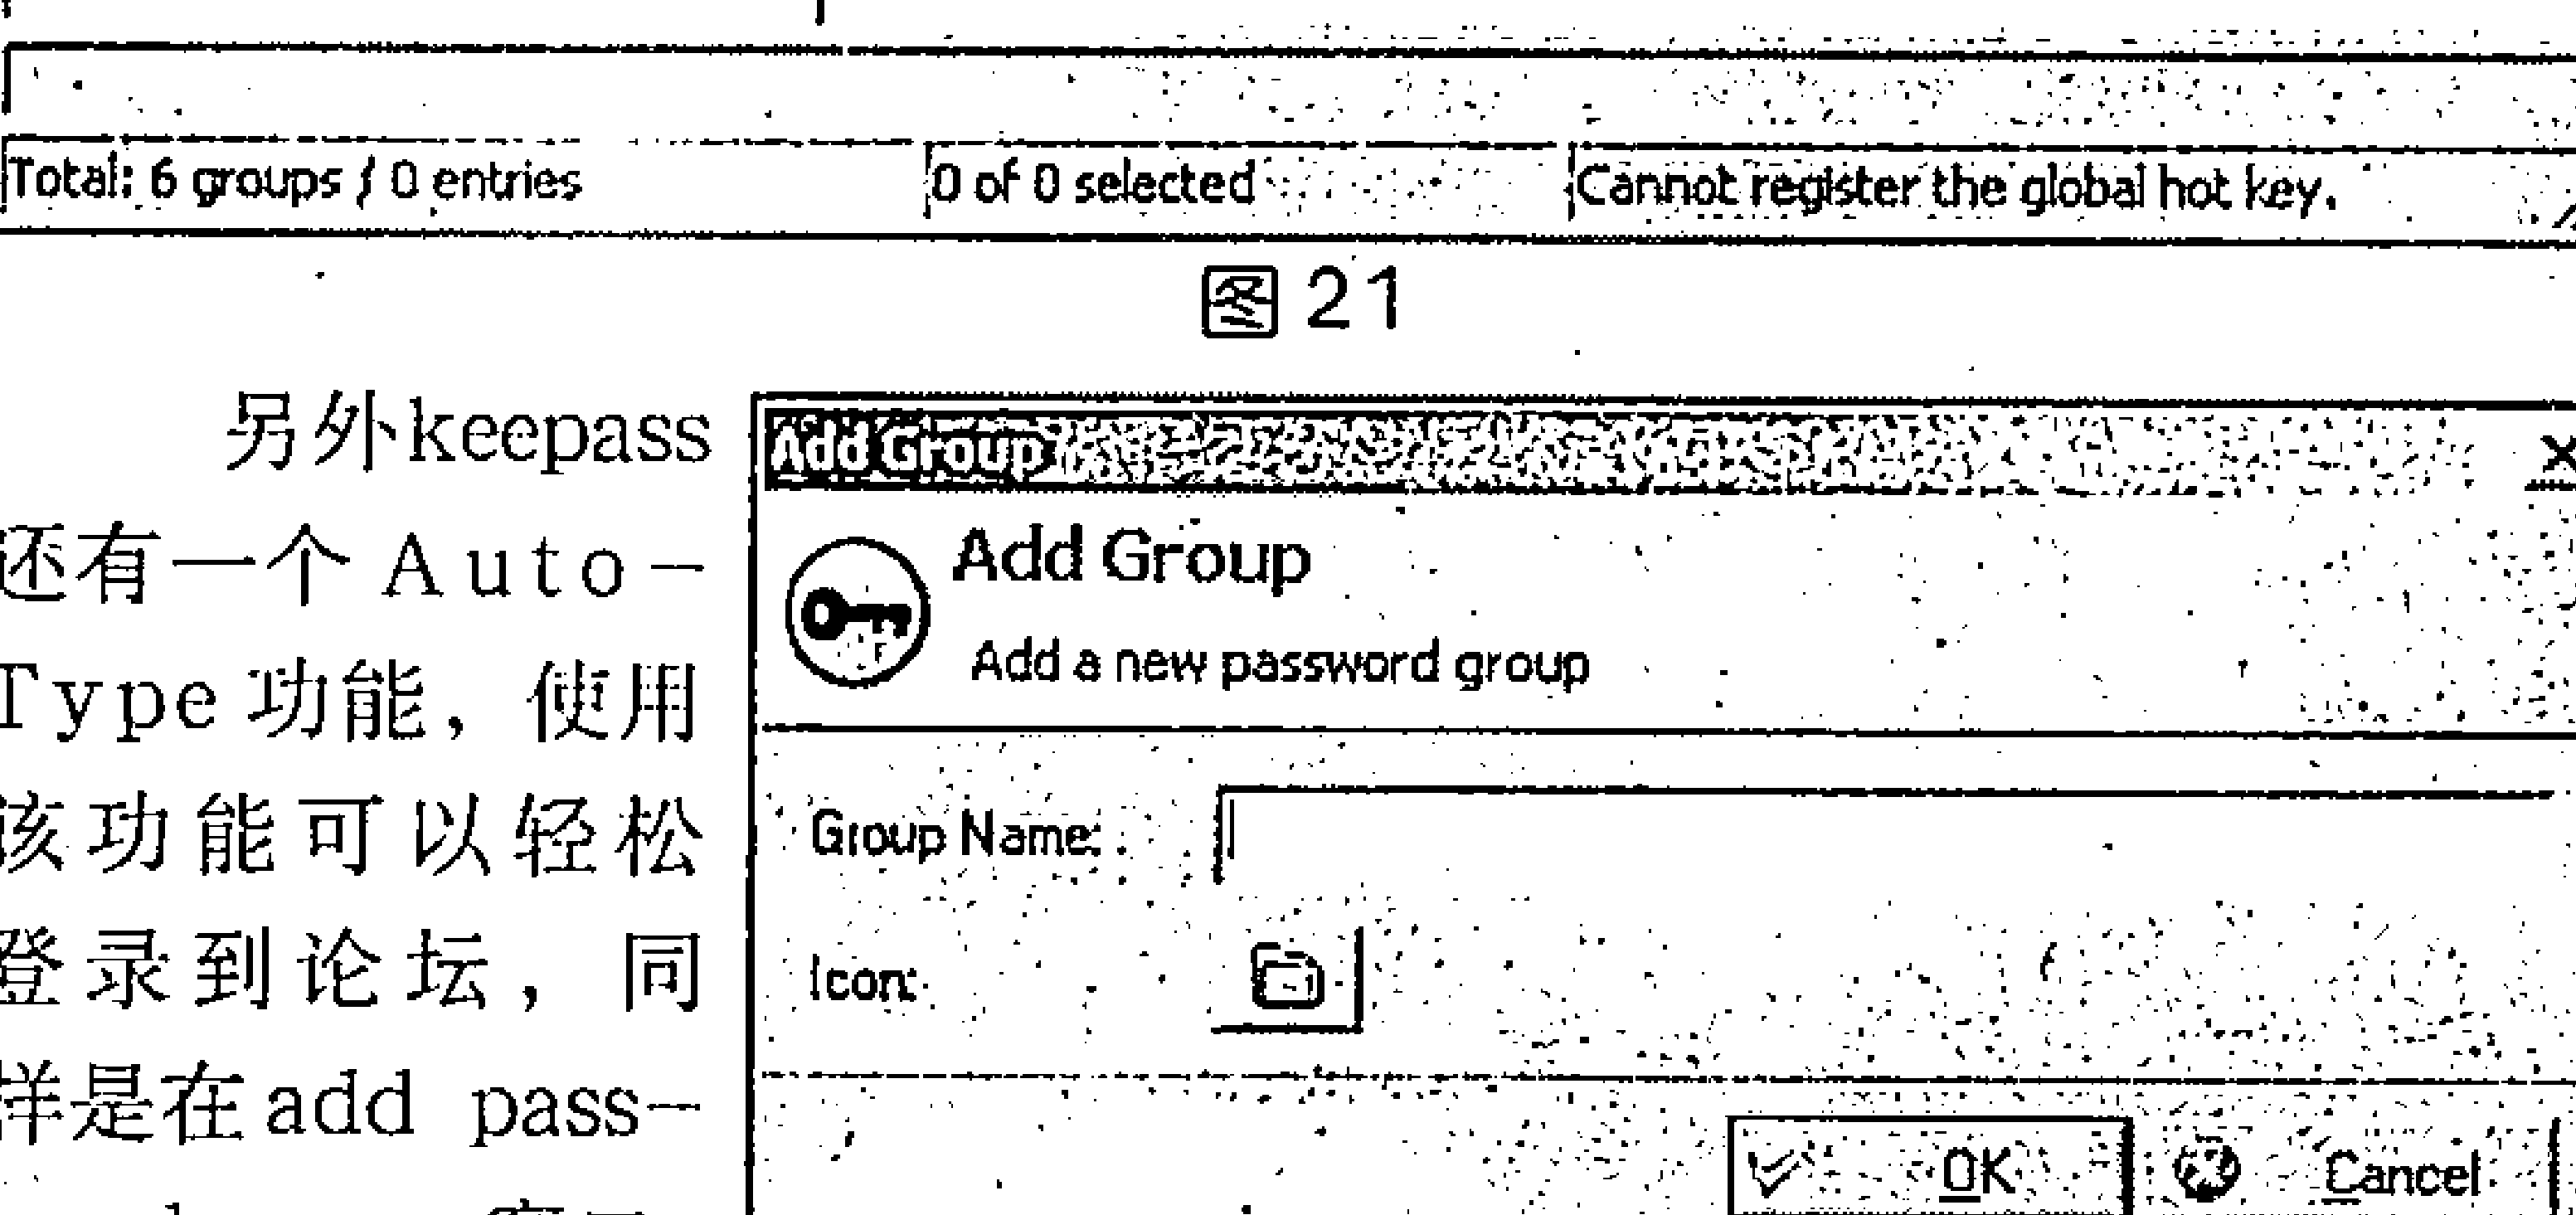 Total: 6 groups / 0 entries
0 of 0 selected
Cannot register the global hot key.
图21
另外keepass
还有一个Auto-
Type功能，使用
该功能可以轻松
登录到论坛，同
样是在add pass-
Add Group
Add Group
Add a new password group
Group Name:
Icon:
OK
Cancel